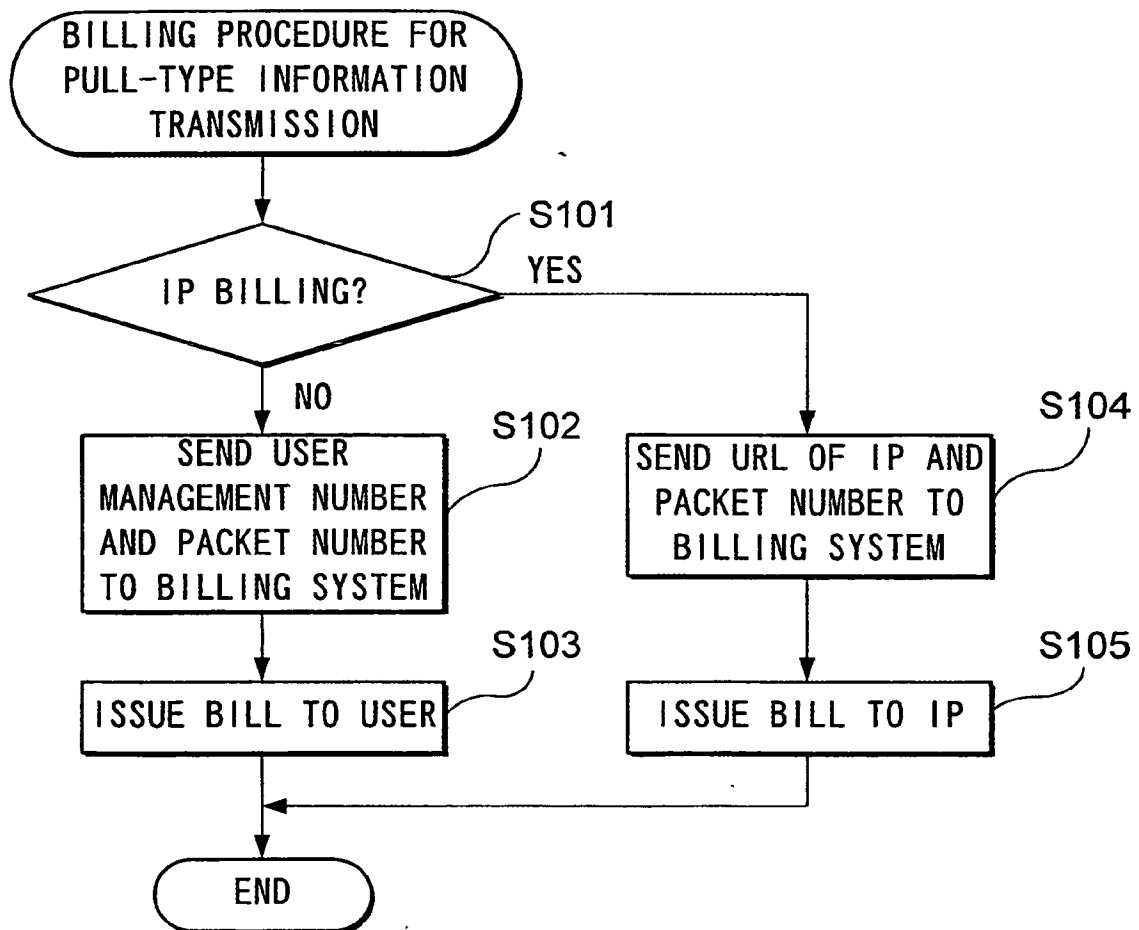 BILLING PROCEDURE FOR
PULL-TYPE INFORMATION
TRANSMISSION
S101
IP BILLING?
YES
NO
S102
SEND USER
MANAGEMENT NUMBER
AND PACKET NUMBER
TO BILLING SYSTEM
S104
SEND URL OF IP AND
PACKET NUMBER TO
BILLING SYSTEM
S103
ISSUE BILL TO USER
S105
ISSUE BILL TO IP
END